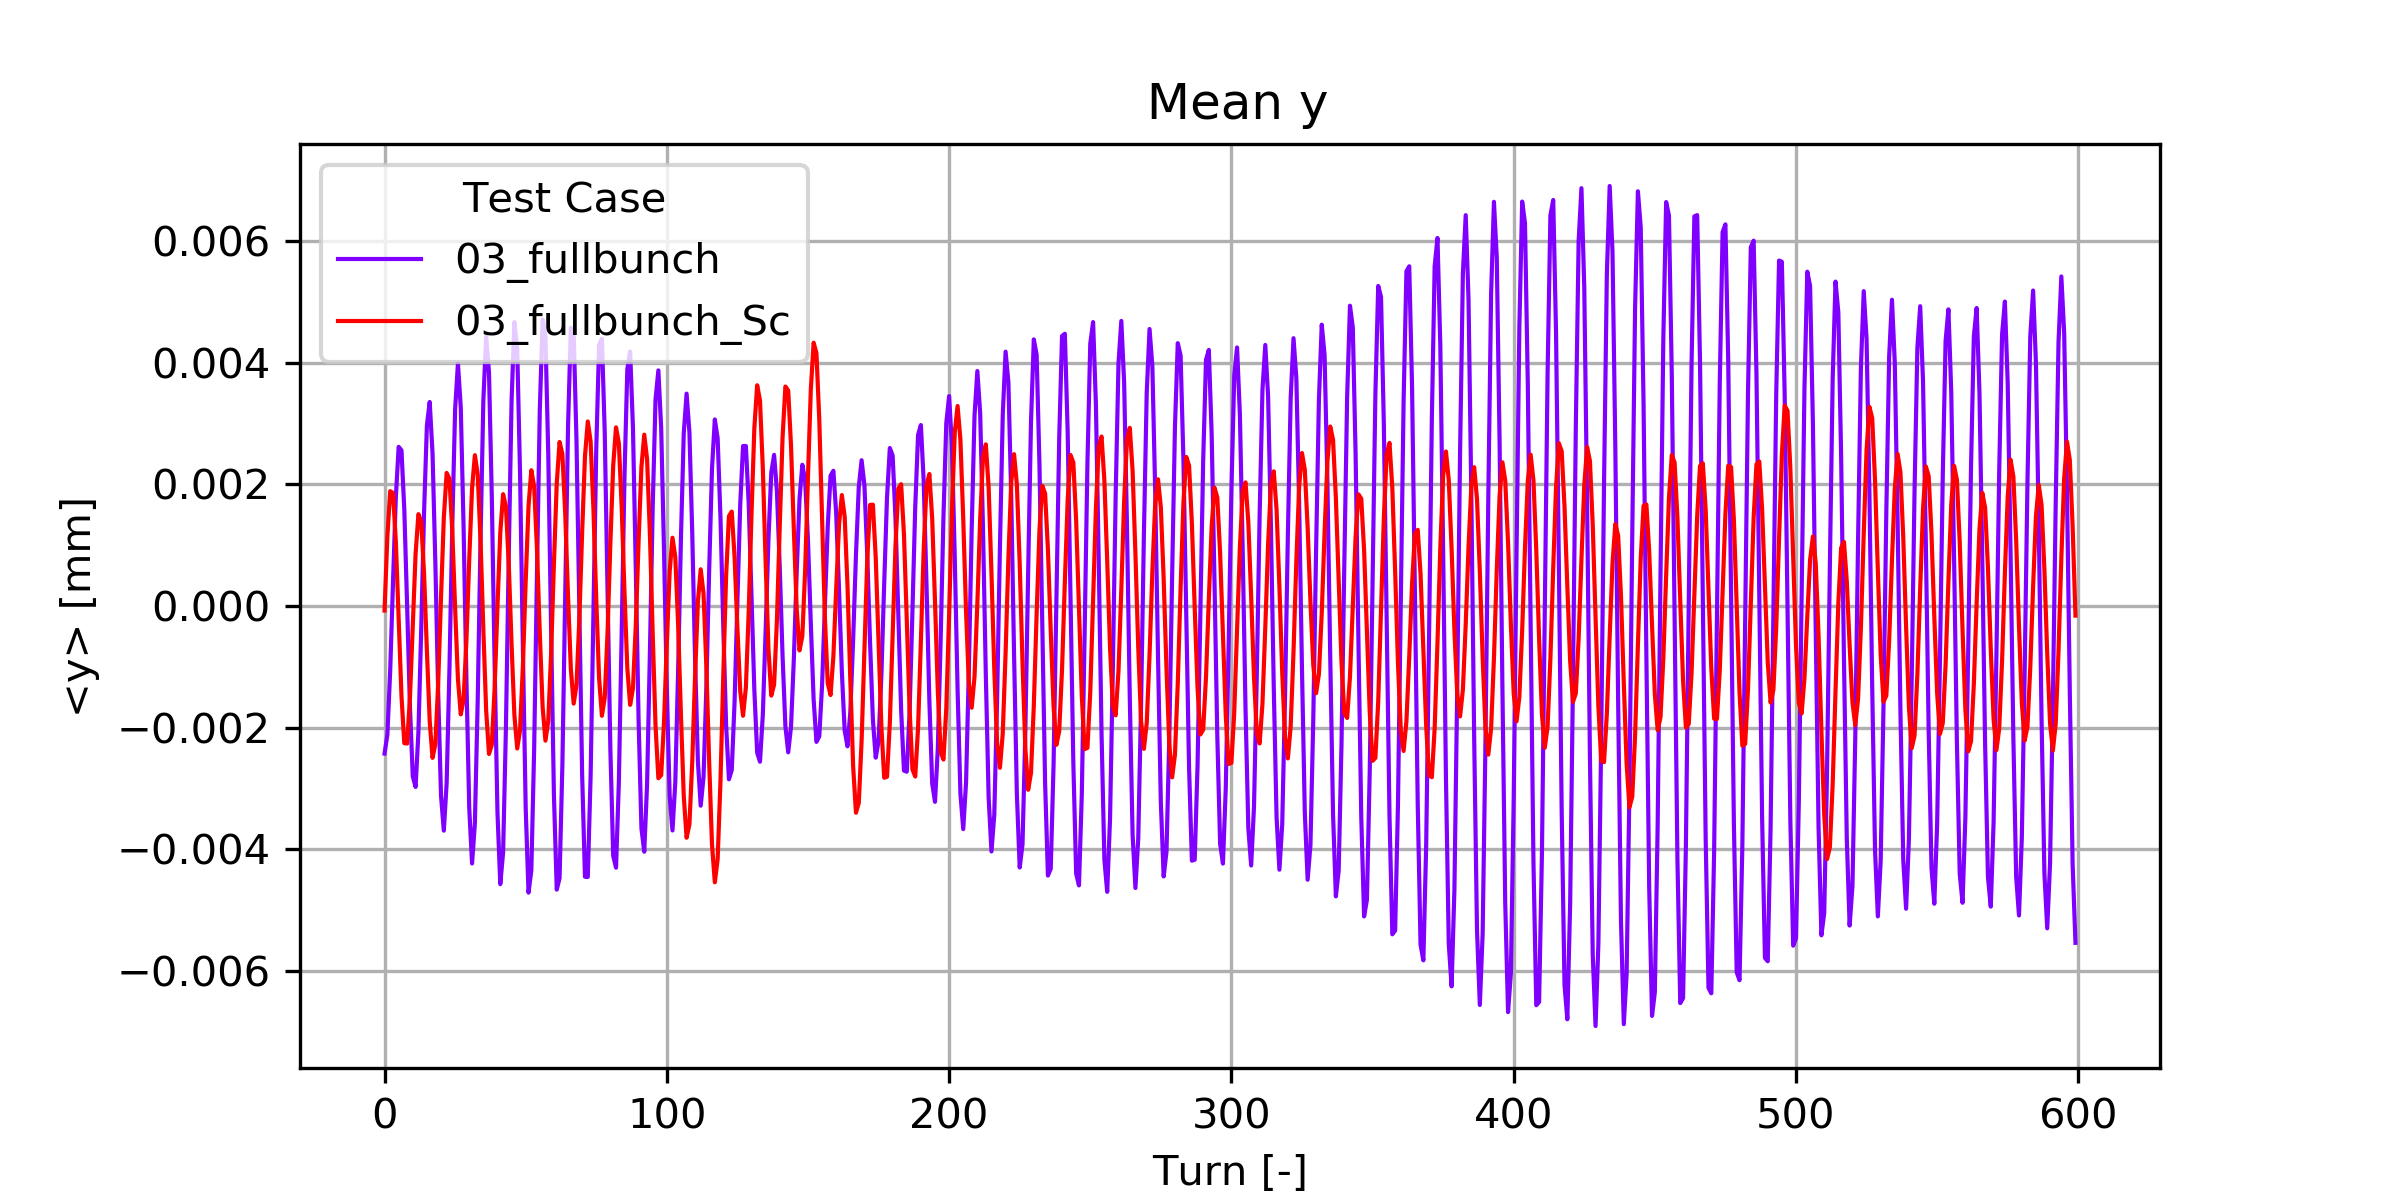 Mean y
Test Case
03_fullbunch
03_fullbunch_Sc
<y> [mm]
0.006
0.004
0.002
0.000
−0.002
−0.004
−0.006
0 100 200 300 400 500 600
Turn [-]